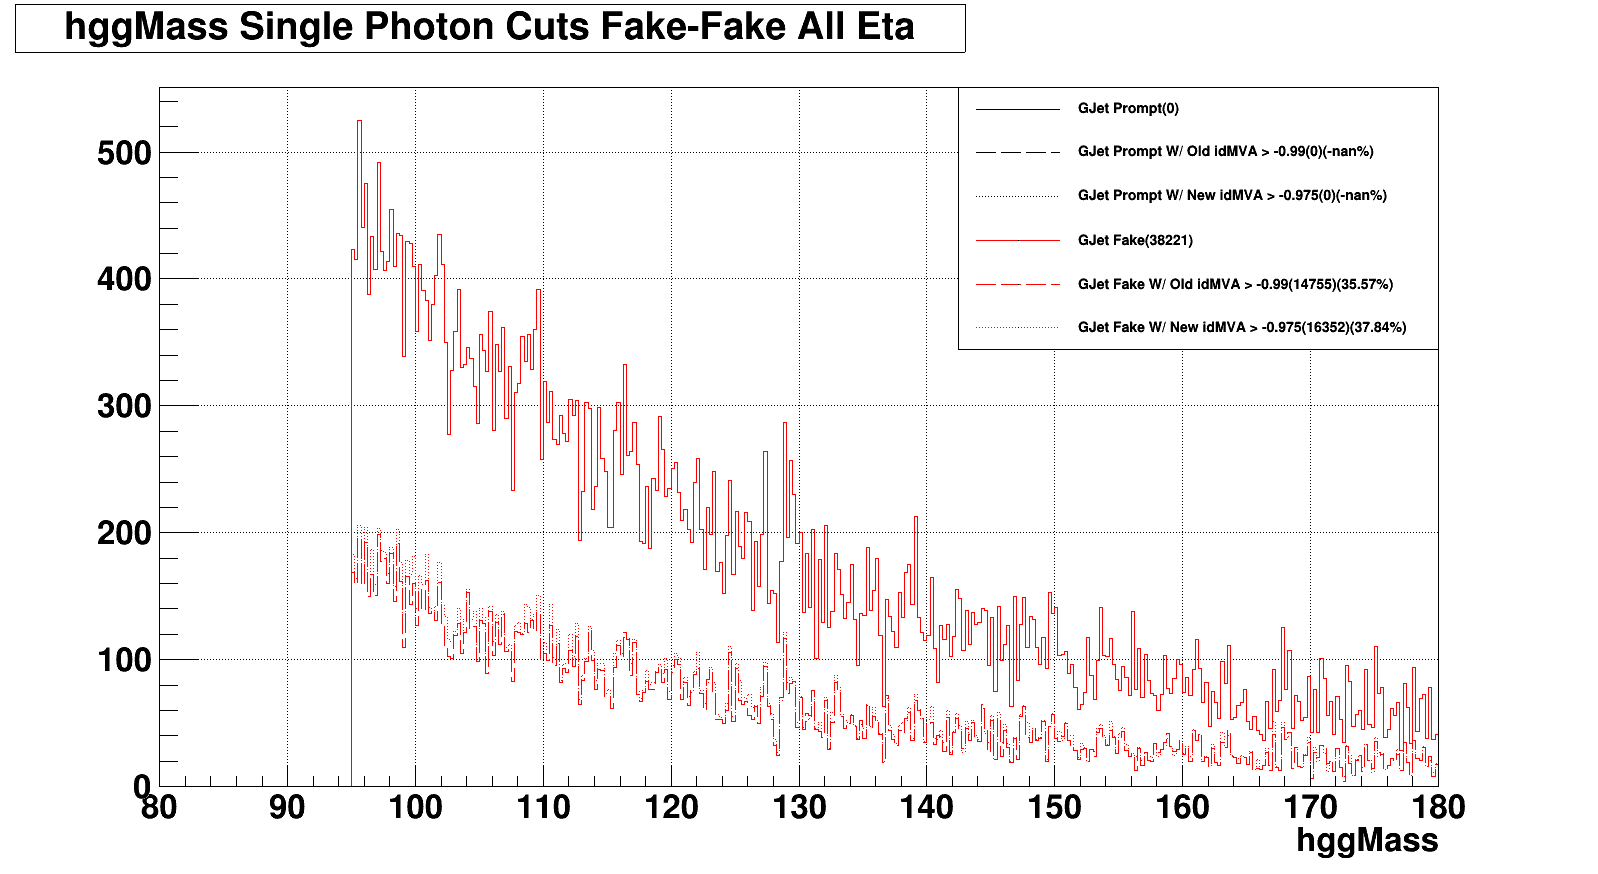 hggMass Single Photon Cuts Fake-Fake All Eta
GJet Prompt(0)
GJet Prompt W/ Old idMVA > -0.99(0)(-nan%)
GJet Prompt W/ New idMVA > -0.975(0)(-nan%)
GJet Fake(38221)
GJet Fake W/ Old idMVA > -0.99(14755)(35.57%)
GJet Fake W/ New idMVA > -0.975(16352)(37.84%)
500
400
300
200
100
0
80 90 100 110 120 130 140 150 160 170 180
hggMass